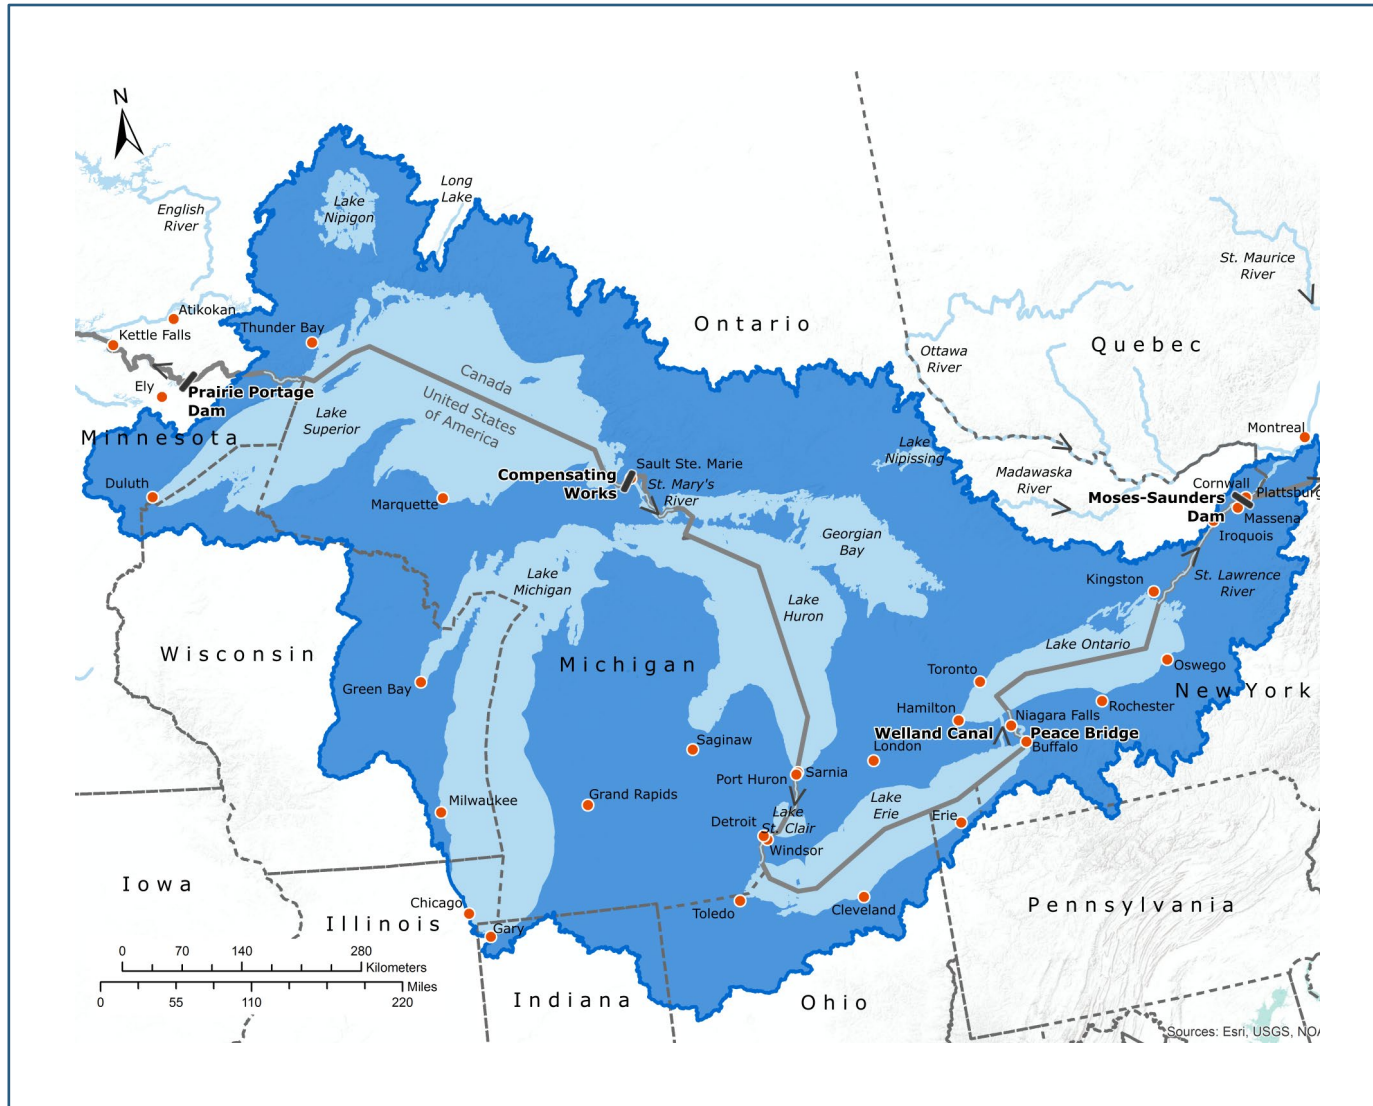 N
Long
Lake
Lake
Nipigon
English
River
St. Maurice
River
Atikokan
Kettle Falls
Thunder Bay
Ontario
Quebec
Ottawa
River
Canada
United States
of America
Ely
Prairie Portage
Dam
Lake
Superior
Minnesota
Montreal
Lake
Nipissing
Madawaska
River
Sault Ste. Marie
Compensating
Works
St. Mary's
River
Duluth
Marquette
Cornwall
Plattsburg
Moses-Saunders
Dam
Massena
Iroquois
Georgian
Bay
Lake
Michigan
Kingston
St. Lawrence
River
Lake
Huron
Lake Ontario
Wisconsin
Michigan
Toronto
Oswego
Green Bay
New York
Hamilton
Rochester
Niagara Falls
Welland Canal
Peace Bridge
Buffalo
Saginaw
London
Port Huron
Sarnia
Milwaukee
Grand Rapids
Lake
Erie
Erie
Detroit
Lake
St. Clair
Windsor
Iowa
Chicago
Toledo
Cleveland
Pennsylvania
Illinois
Gary
0 70 140 280
Kilometers
Miles
0 55 110 220
Indiana
Ohio
Sources: Esri, USGS, NOA